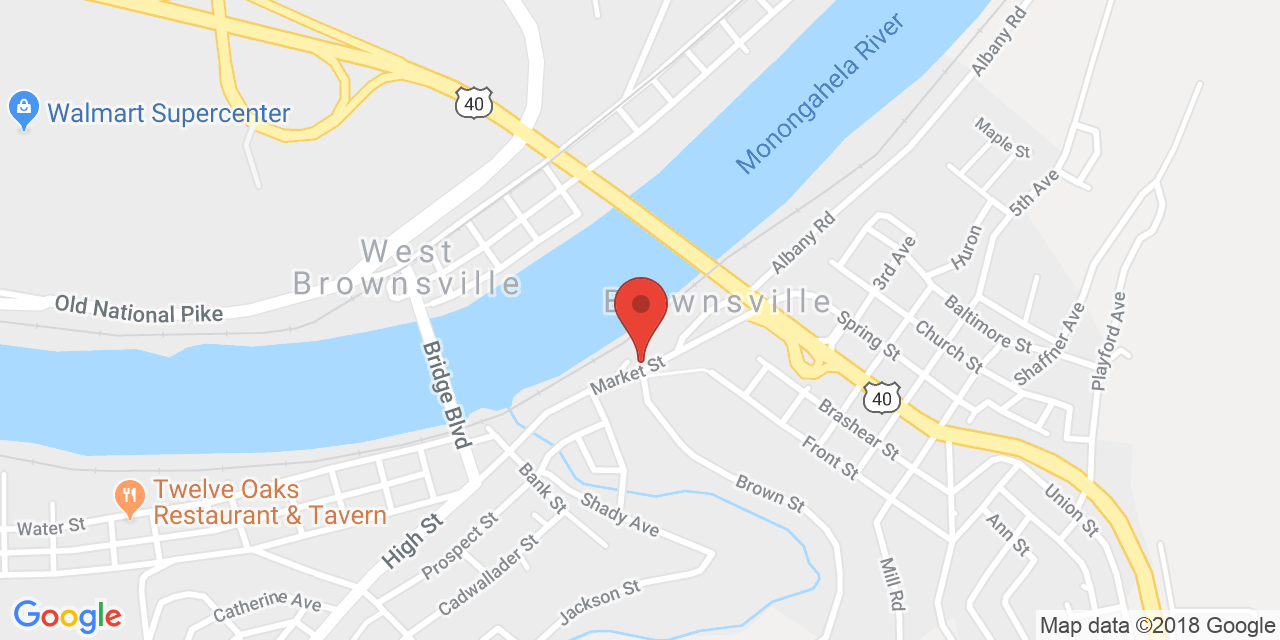 Albany Rd
Monongahela River
40
Walmart Supercenter
Maple St
5th Ave
Huron
Albany Rd
3rd Ave
West
Brownsville
Brownsville
Old National Pike
Playford Ave
Baltimore St
Shaffner Ave
Church St
Spring St
Bridge Blvd
Market St
40
Brashear St
Front St
Twelve Oaks
Restaurant & Tavern
Bank St
Brown St
Union St
Water St
High St
Shady Ave
Ann St
Prospect St
Cadwallader St
Mill Rd
Jackson St
Catherine Ave
Google
Map data ©2018 Google